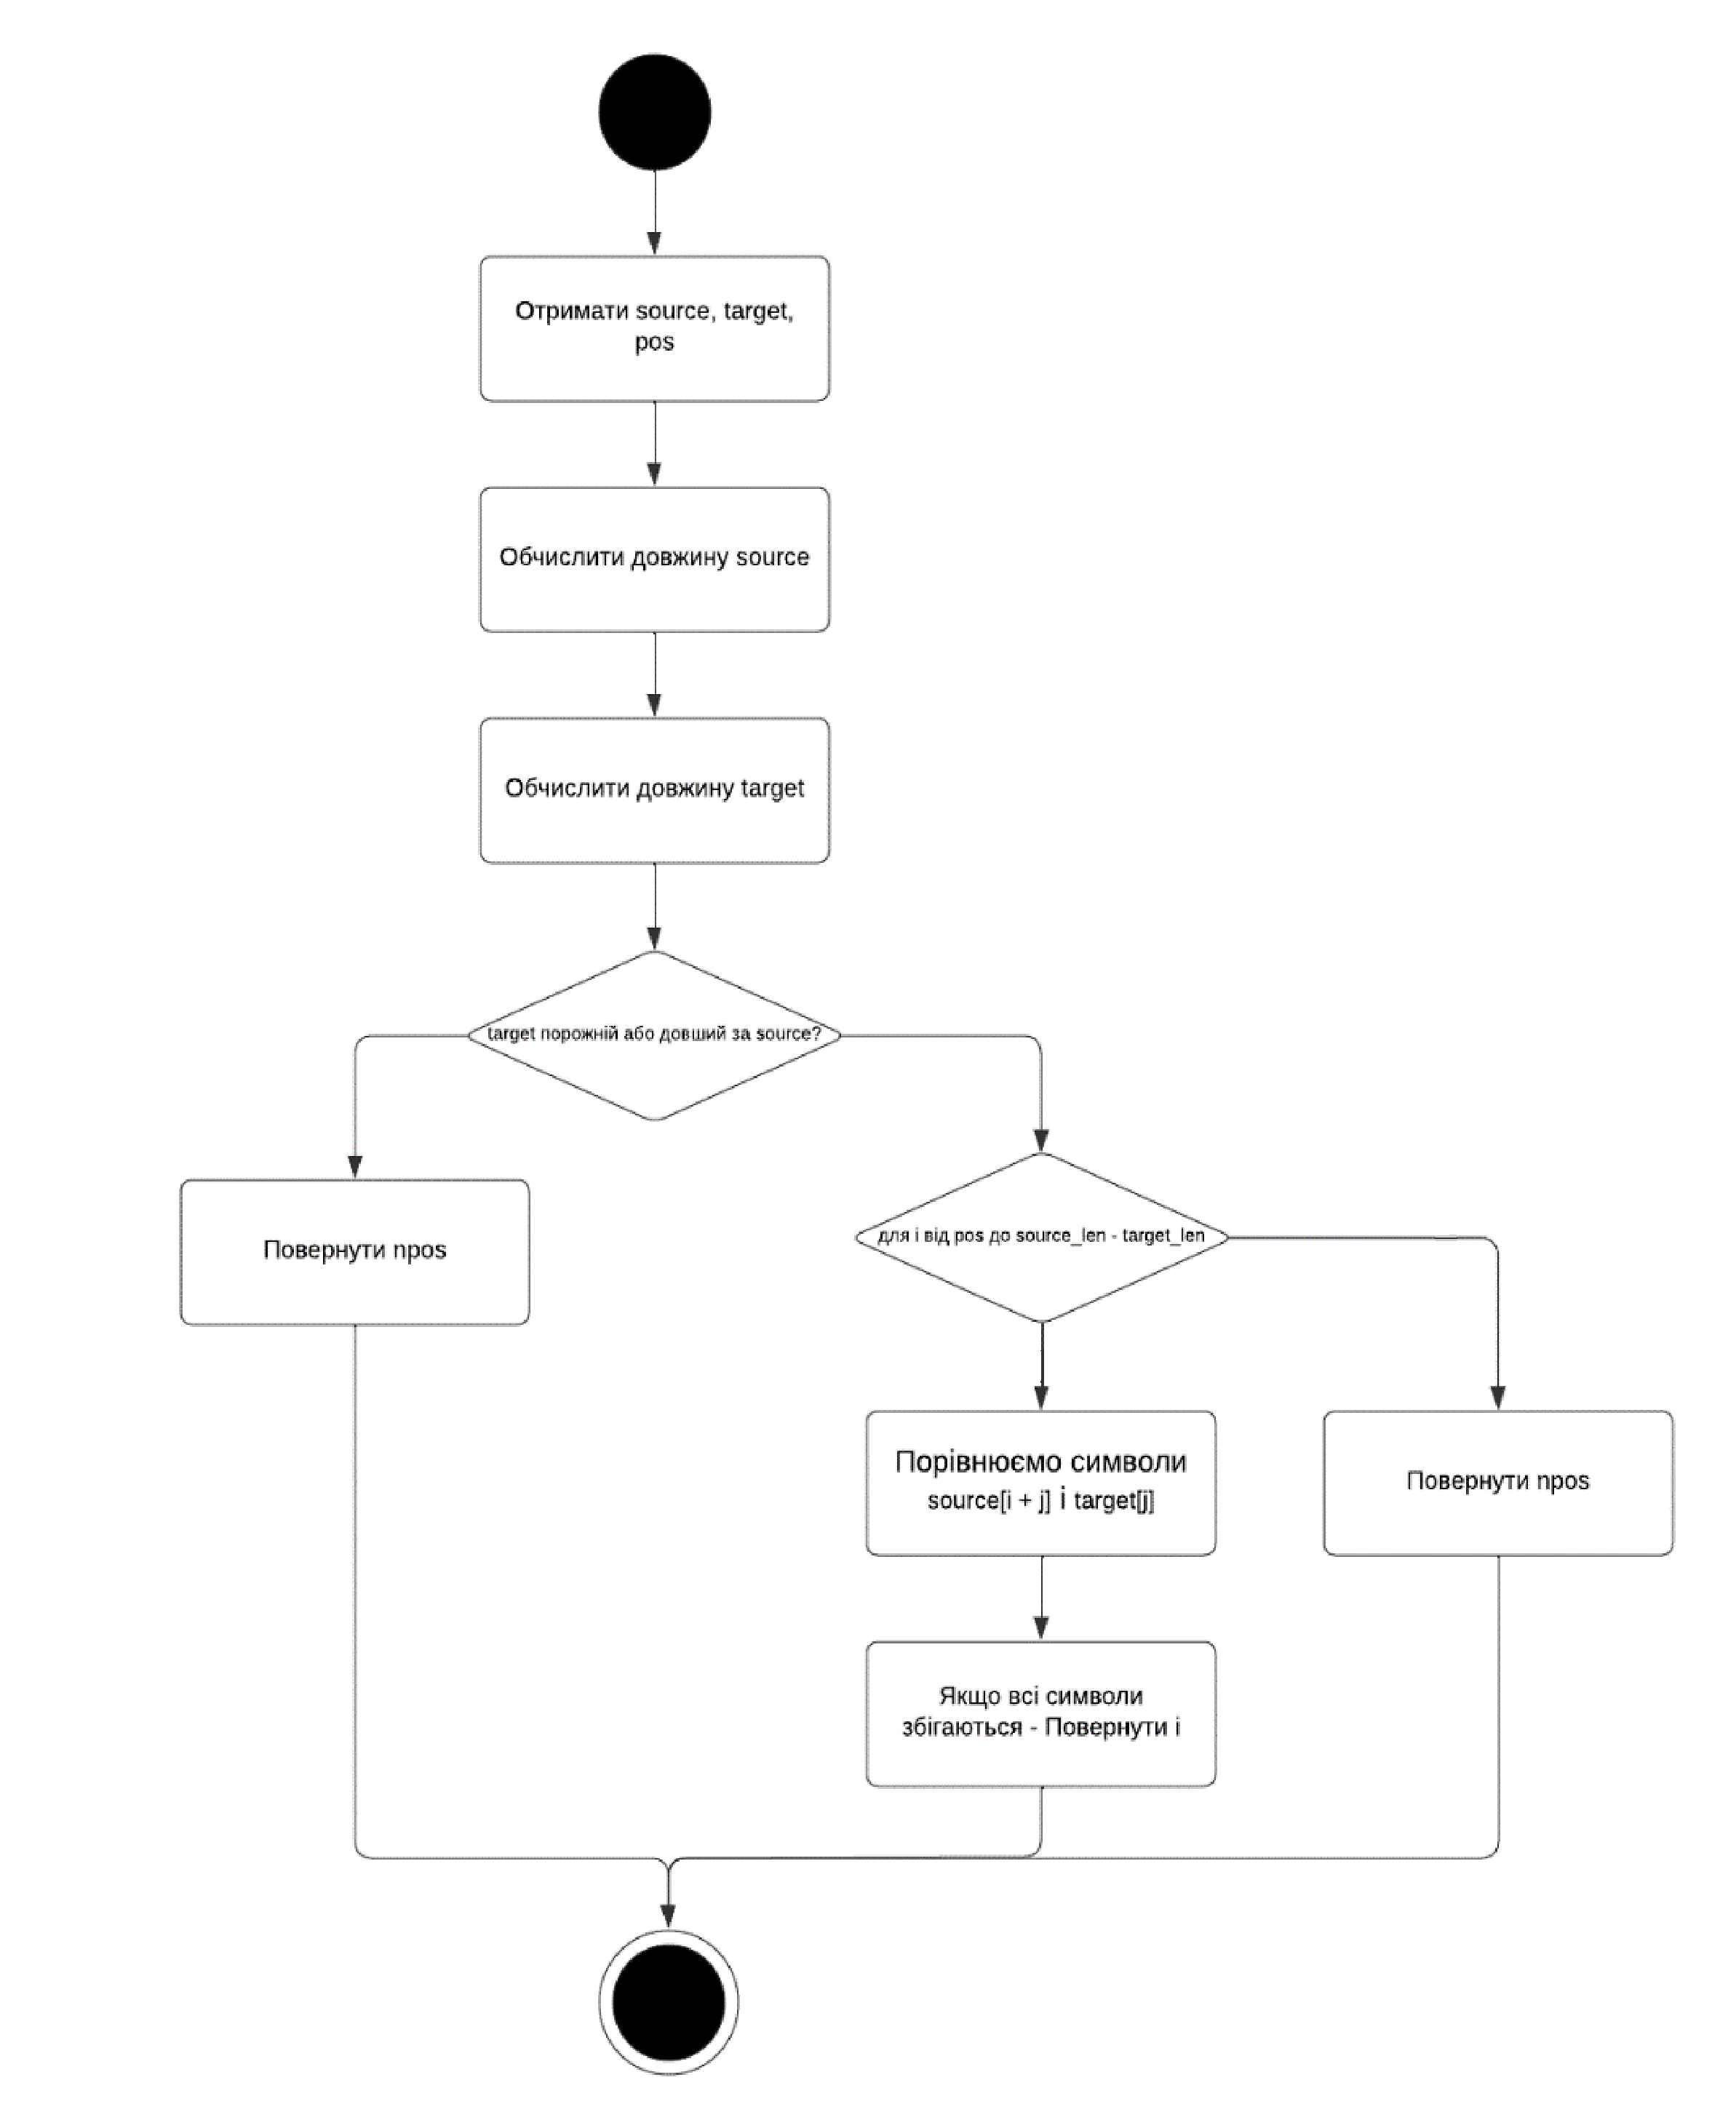 Отримати source, target,
pos
Обчислити довжину source
Обчислити довжину target
target порожній або довший за source?
Повернути npos
для i від pos до source_len - target_len
Порівнюємо символи
source[i + j] і target[j]
Повернути npos
Якщо всі символи
збігаються - Повернути i